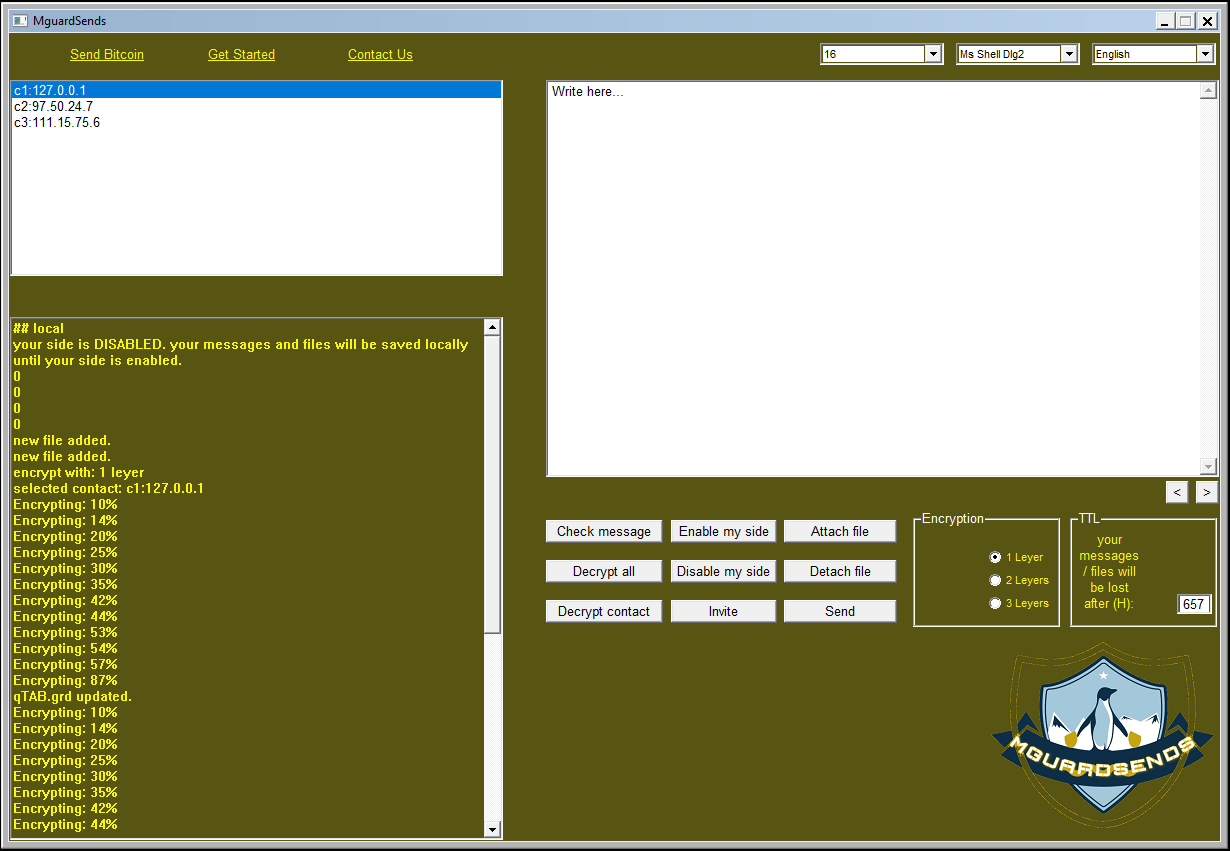 MguardSends
Send Bitcoin Get Started Contact Us 16 Ms Shell Dlg2 English
c1:127.0.0.1
c2:97.50.24.7
c3:111.15.75.6
Write here...
## local
your side is DISABLED. your messages and files will be saved locally
until your side is enabled.
0
0
0
0
new file added.
new file added.
encrypt with: 1 leyer
selected contact: c1:127.0.0.1
Encrypting: 10%
Encrypting: 14%
Encrypting: 20%
Encrypting: 25%
Encrypting: 30%
Encrypting: 35%
Encrypting: 42%
Encrypting: 44%
Encrypting: 53%
Encrypting: 54%
Encrypting: 57%
Encrypting: 87%
qTAB.grd updated.
Encrypting: 10%
Encrypting: 14%
Encrypting: 20%
Encrypting: 25%
Encrypting: 30%
Encrypting: 35%
Encrypting: 42%
Encrypting: 44%
< >
Check message Enable my side Attach file
Decrypt all Disable my side Detach file
Decrypt contact Invite Send
Encryption
1 Leyer
2 Leyers
3 Leyers
TTL
your
messages
/ files will
be lost
after (H): 657
MGUARDSENDS